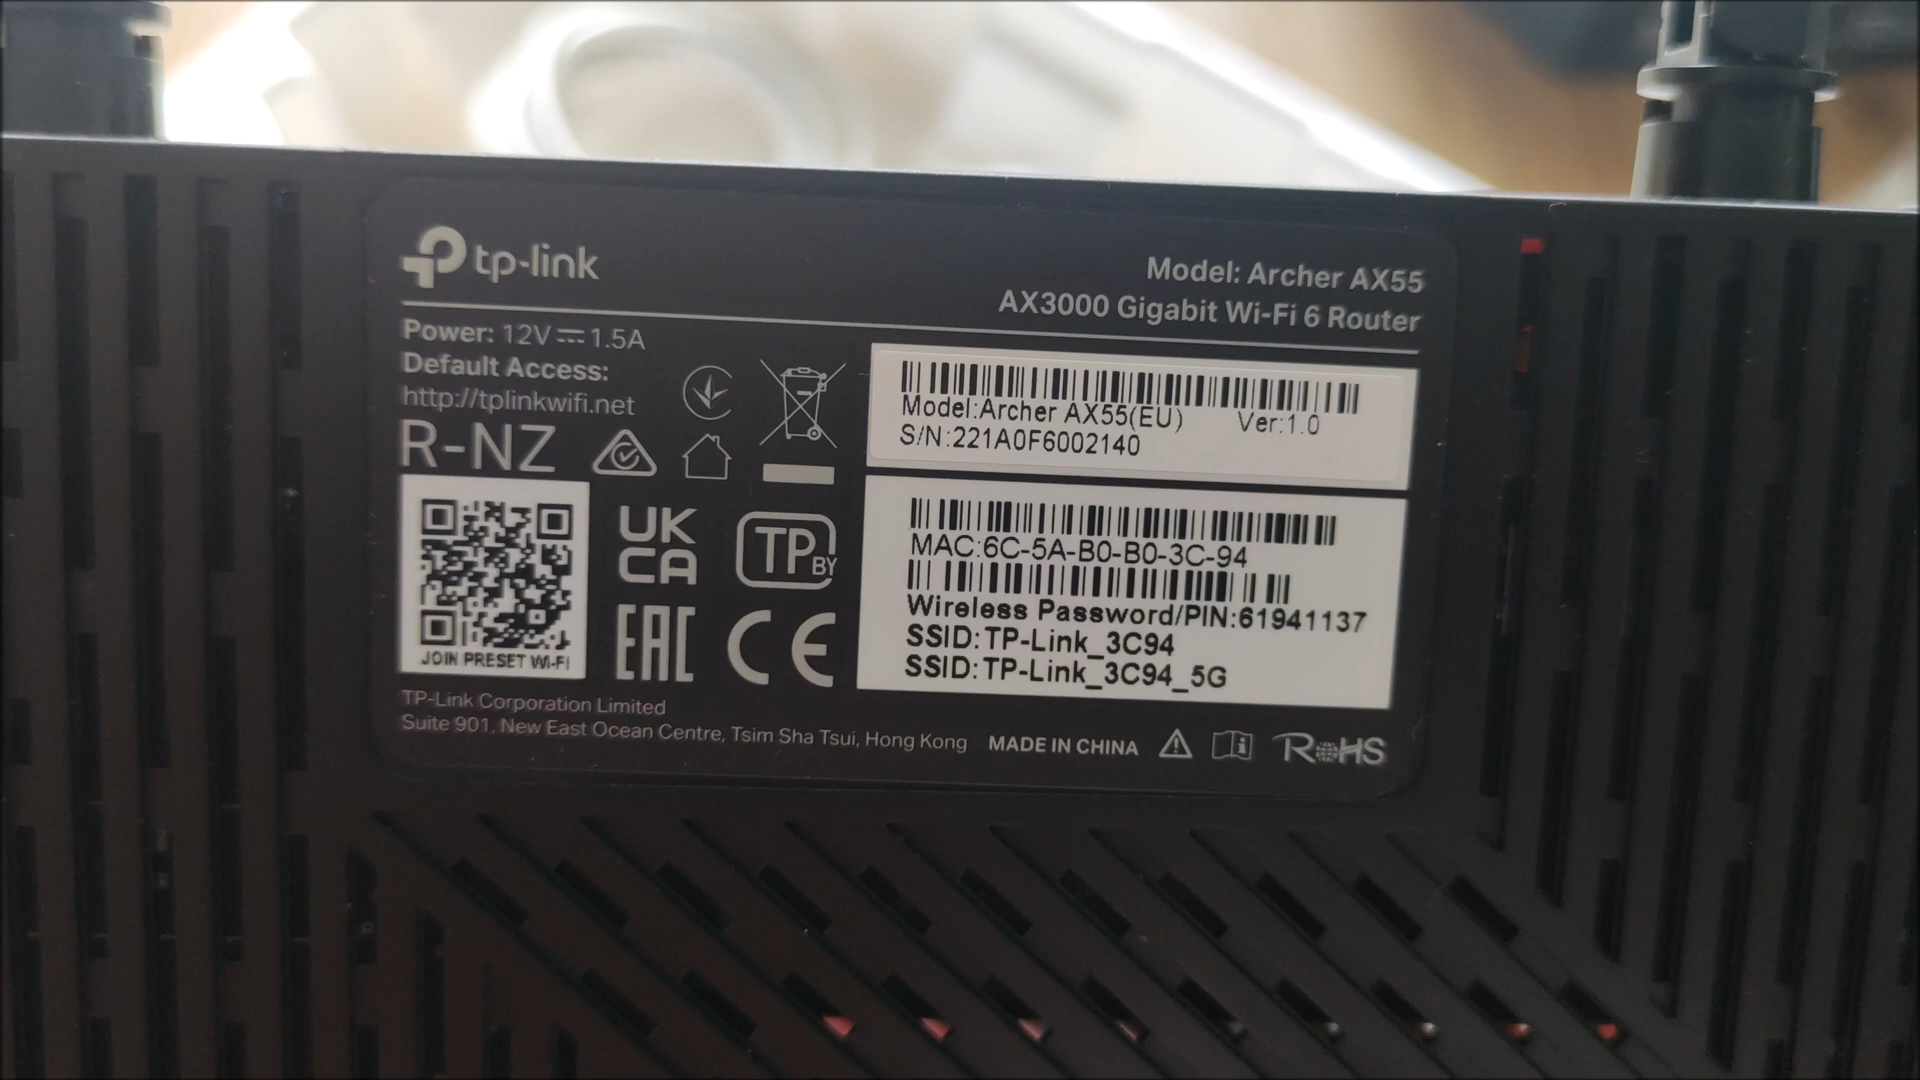 tp-link
Model: Archer AX55
AX3000 Gigabit Wi-Fi 6 Router
Power: 12V⎓1.5A
Default Access:
http://tplinkwifi.net
R-NZ
Model:Archer AX55(EU) Ver:1.0
S/N:221A0F6002140
MAC:6C-5A-B0-B0-3C-94
Wireless Password/PIN:61941137
SSID:TP-Link_3C94
SSID:TP-Link_3C94_5G
JOIN PRESET Wi-Fi
UK
CA
TP BY
EAC
CE
TP-Link Corporation Limited
Suite 901, New East Ocean Centre, Tsim Sha Tsui, Hong Kong
MADE IN CHINA
RoHS